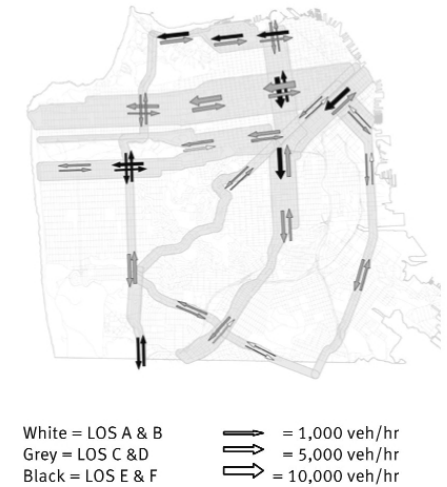 White = LOS A & B
= 1,000 veh/hr
Grey = LOS C &D
= 5,000 veh/hr
Black = LOS E & F
= 10,000 veh/hr